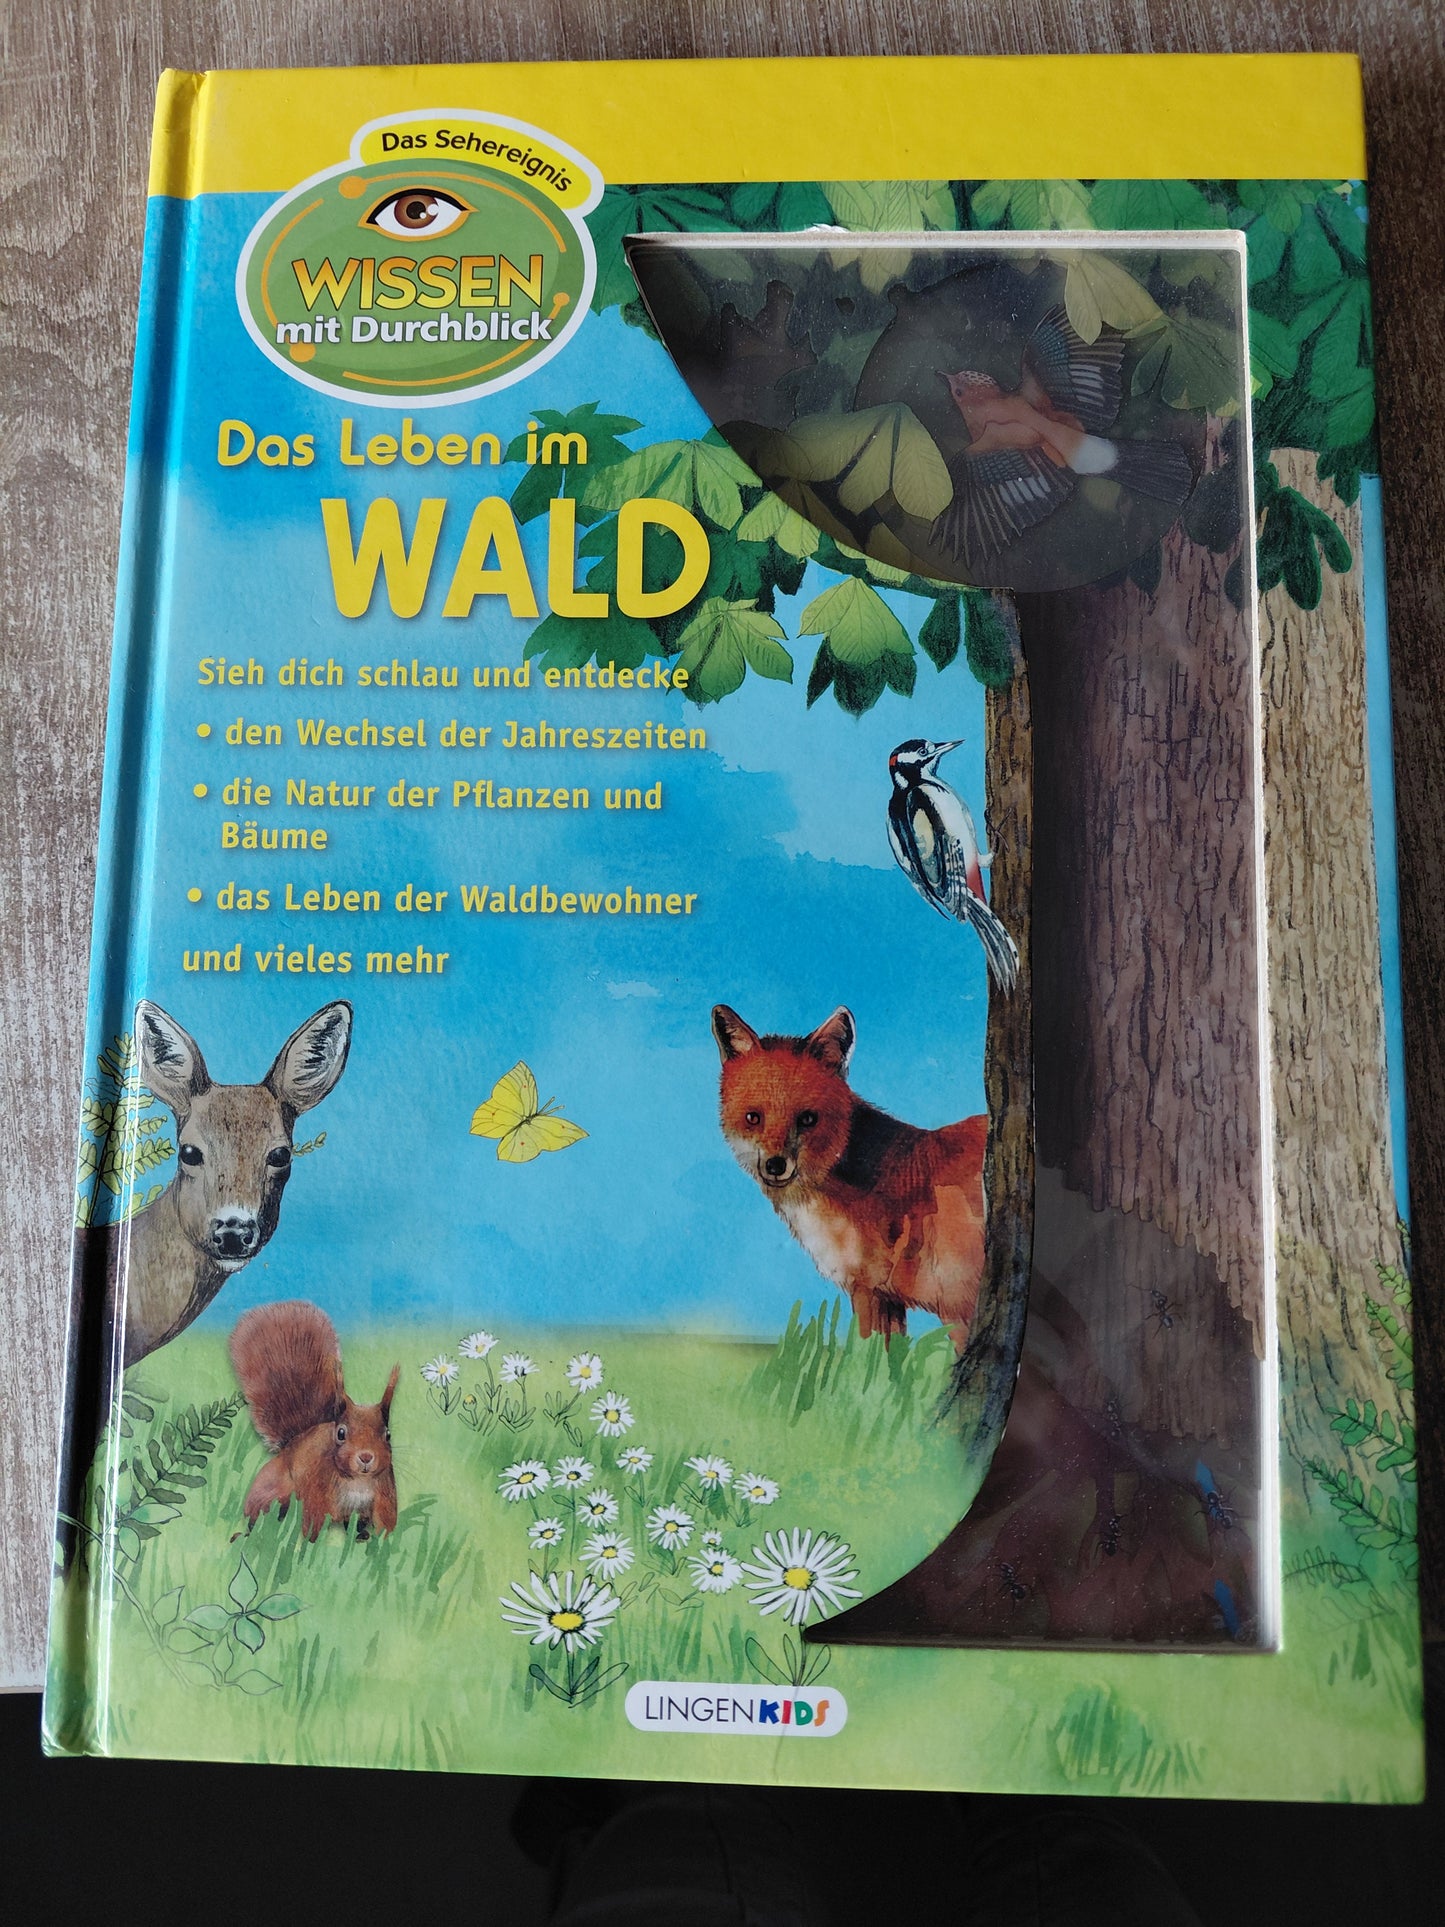 Das Sehereignis
WISSEN
mit Durchblick
Das Leben im
WALD
Sieh dich schlau und entdecke
• den Wechsel der Jahreszeiten
• die Natur der Pflanzen und
Bäume
• das Leben der Waldbewohner
und vieles mehr
LINGENKIDS